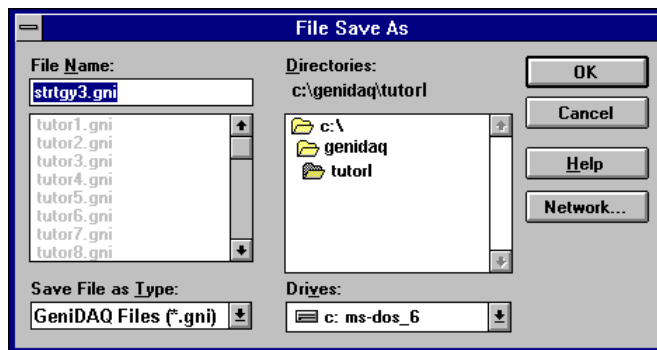 File Save As
File Name:
strtgy3.gni
tutor1.gni
tutor2.gni
tutor3.gni
tutor4.gni
tutor5.gni
tutor6.gni
tutor7.gni
tutor8.gni
Save File as Type:
GeniDAQ Files (*.gni)
Directories:
c:\genidaq\tutorl
c:\
genidaq
tutorl
Drives:
c: ms-dos_6
OK
Cancel
Help
Network...